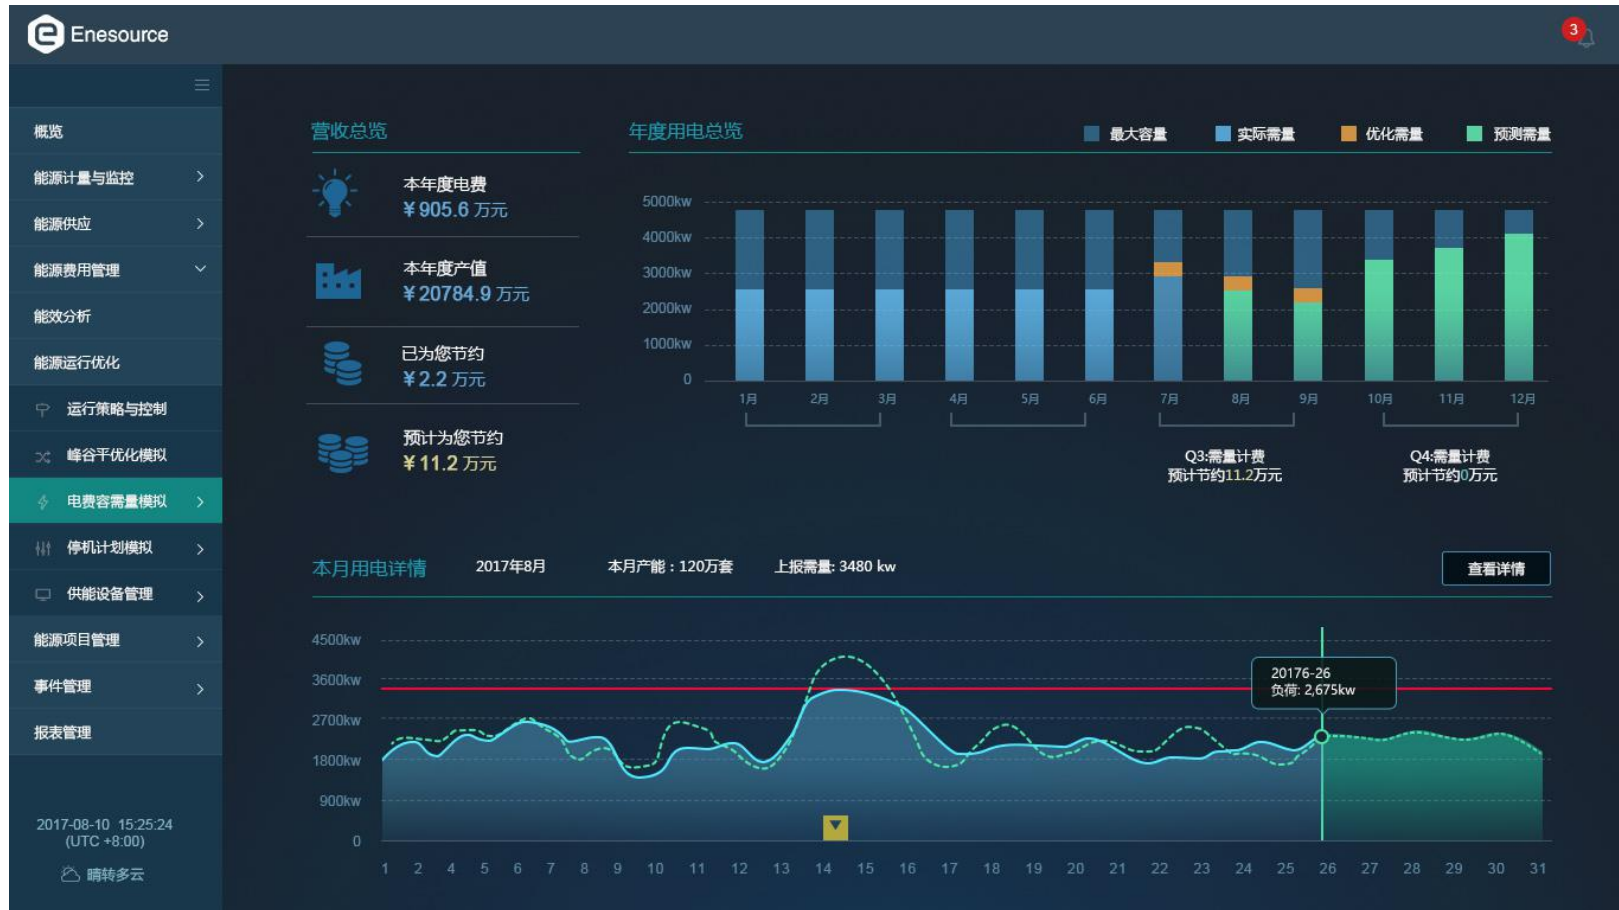 Enesource
3
概览
能源计量与监控
能源供应
能源费用管理
能效分析
能源运行优化
运行策略与控制
峰谷平优化模拟
电费容需量模拟
停机计划模拟
供能设备管理
能源项目管理
事件管理
报表管理
2017-08-10 15:25:24
(UTC +8:00)
晴转多云
营收总览
本年度电费
¥905.6 万元
本年度产值
¥20784.9 万元
已为您节约
¥2.2 万元
预计为您节约
¥11.2 万元
年度用电总览
最大容量 实际需量 优化需量 预测需量
5000kw
4000kw
3000kw
2000kw
1000kw
0
1月 2月 3月 4月 5月 6月 7月 8月 9月 10月 11月 12月
Q3:需量计费
预计节约11.2万元
Q4:需量计费
预计节约0万元
本月用电详情 2017年8月 本月产能：120万套 上报需量: 3480 kw 查看详情
4500kw
3600kw
2700kw
1800kw
900kw
0
20176-26
负荷: 2,675kw
1 2 4 5 6 7 8 9 10 11 12 13 14 15 16 17 18 19 20 21 22 23 24 25 26 27 28 29 30 31